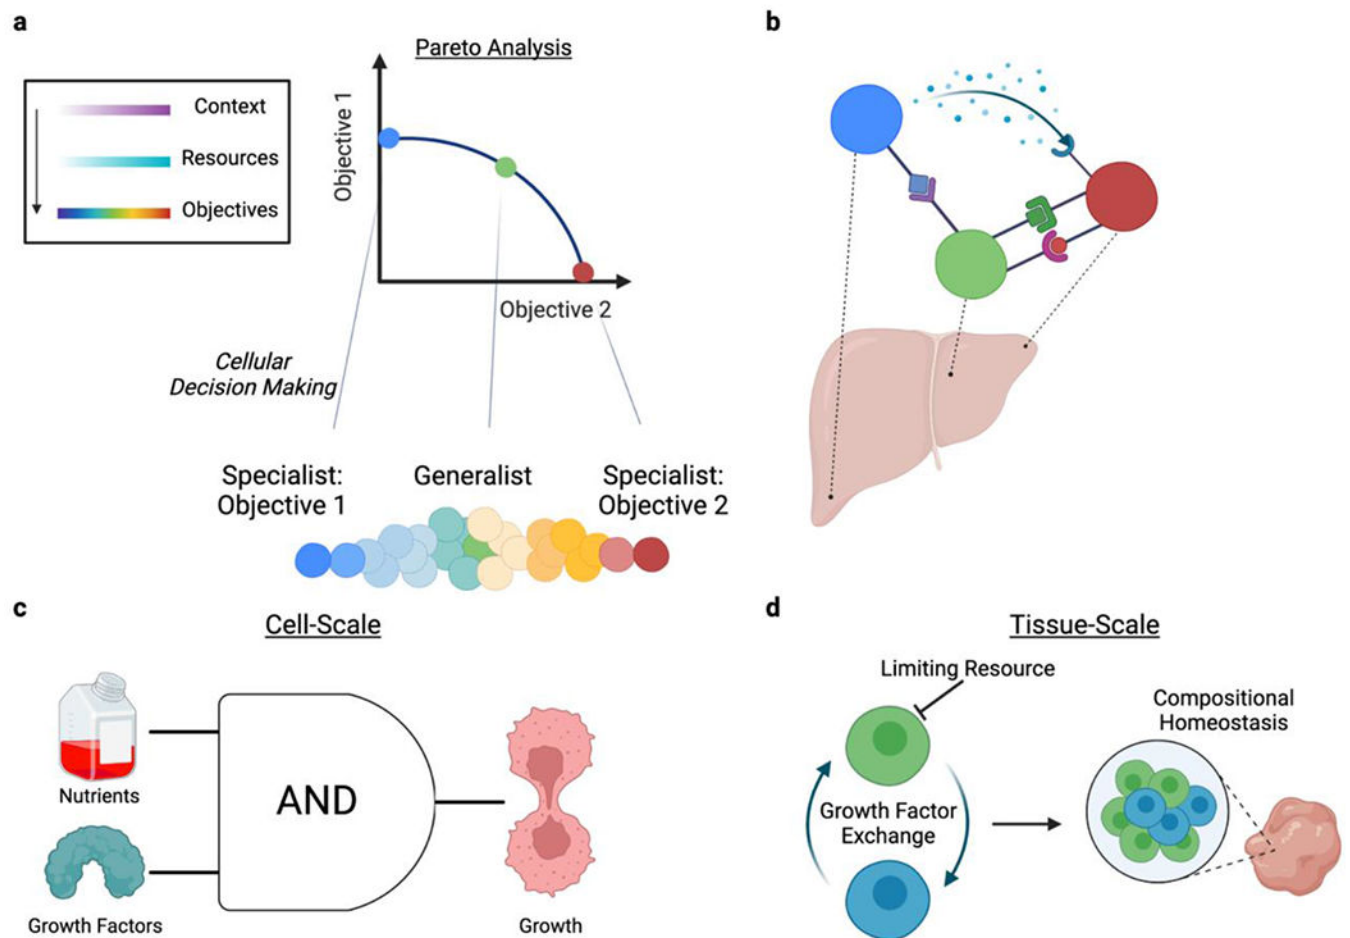 a
Pareto Analysis
Context
Resources
Objectives
Objective 1
Objective 2
Cellular
Decision Making
Specialist:
Objective 1
Generalist
Specialist:
Objective 2
b
c
Cell-Scale
Nutrients
AND
Growth Factors
Growth
d
Tissue-Scale
Limiting Resource
Growth Factor
Exchange
Compositional
Homeostasis